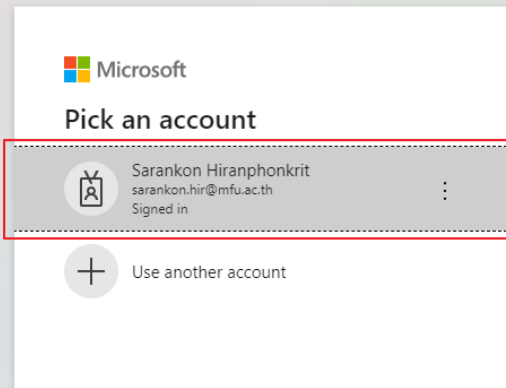 Microsoft
Pick an account
Sarankon Hiranphonkrit
sarankon.hir@mfu.ac.th
Signed in
Use another account